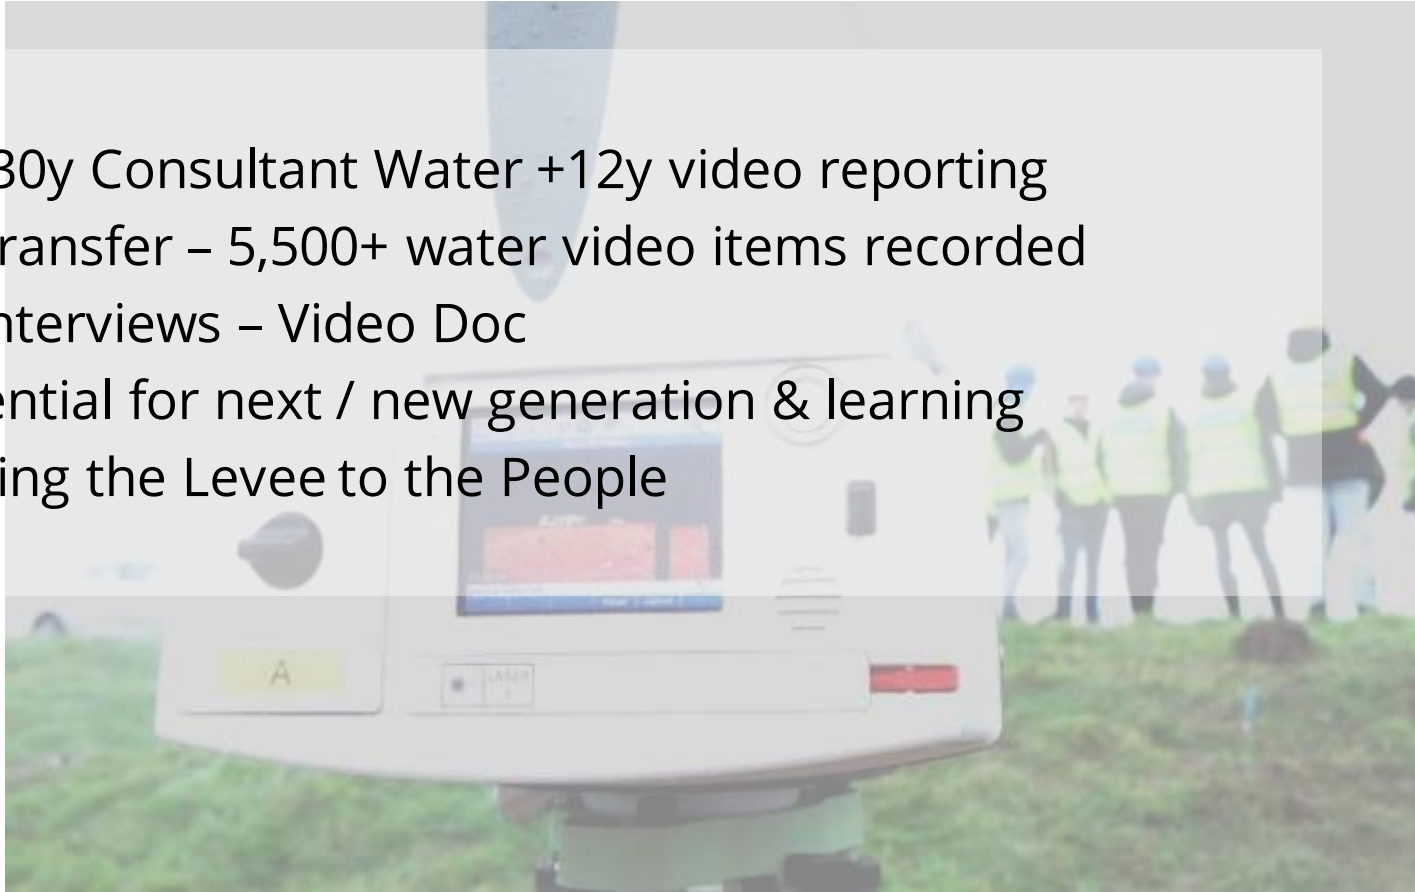 30y Consultant Water +12y video reporting
ransfer – 5,500+ water video items recorded
nterviews – Video Doc
ential for next / new generation & learning
ing the Levee to the People
A
LASER